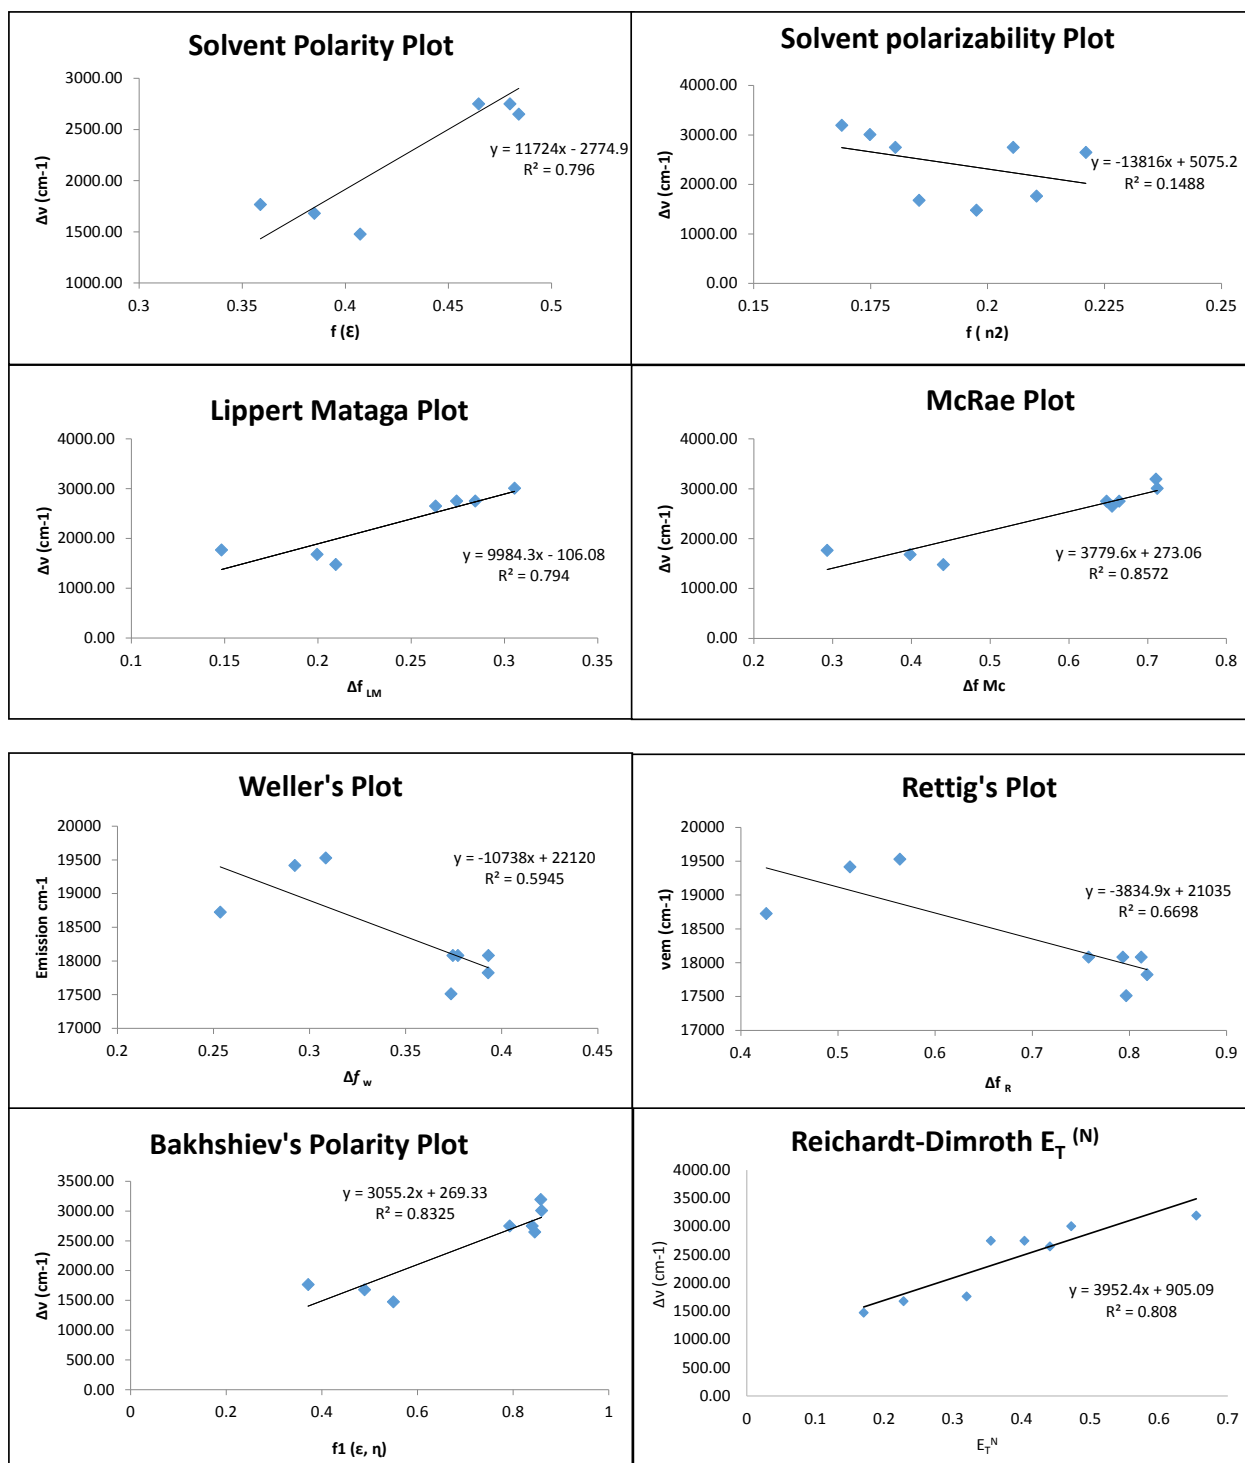 Solvent Polarity Plot
3000.00
2500.00
2000.00
1500.00
1000.00
Δν (cm-1)
y = 11724x - 2774.9
R² = 0.796
0.3 0.35 0.4 0.45 0.5
f (Ɛ)
Solvent polarizability Plot
4000.00
3000.00
2000.00
1000.00
0.00
Δν (cm-1)
y = -13816x + 5075.2
R² = 0.1488
0.15 0.175 0.2 0.225 0.25
f ( n2)
Lippert Mataga Plot
4000.00
3000.00
2000.00
1000.00
0.00
Δν (cm-1)
y = 9984.3x - 106.08
R² = 0.794
0.1 0.15 0.2 0.25 0.3 0.35
Δf LM
McRae Plot
4000.00
3000.00
2000.00
1000.00
0.00
Δν (cm-1)
y = 3779.6x + 273.06
R² = 0.8572
0.2 0.3 0.4 0.5 0.6 0.7 0.8
Δf Mc
Weller's Plot
20000
19500
19000
18500
18000
17500
17000
Emission cm-1
y = -10738x + 22120
R² = 0.5945
0.2 0.25 0.3 0.35 0.4 0.45
Δf w
Rettig's Plot
20000
19500
19000
18500
18000
17500
17000
νem (cm-1)
y = -3834.9x + 21035
R² = 0.6698
0.4 0.5 0.6 0.7 0.8 0.9
Δf R
Bakhshiev's Polarity Plot
3500.00
3000.00
2500.00
2000.00
1500.00
1000.00
500.00
0.00
Δν (cm-1)
y = 3055.2x + 269.33
R² = 0.8325
0 0.2 0.4 0.6 0.8 1
f1 (ε, η)
Reichardt-Dimroth E_T (N)
4000.00
3500.00
3000.00
2500.00
2000.00
1500.00
1000.00
500.00
0.00
Δν (cm-1)
y = 3952.4x + 905.09
R² = 0.808
0 0.1 0.2 0.3 0.4 0.5 0.6 0.7
E_T^N